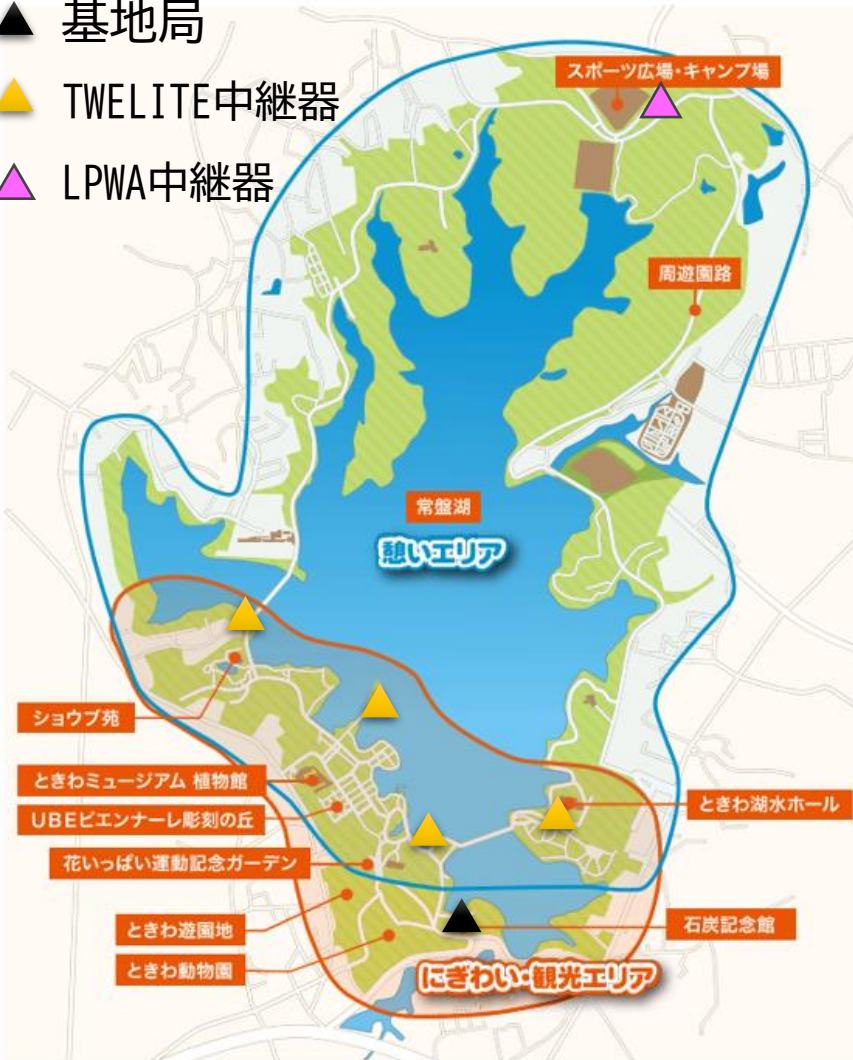 基地局
TWELITE中継器
LPWA中継器
スポーツ広場・キャンプ場
周遊園路
常盤湖
憩いエリア
ショウブ苑
ときわミュージアム 植物館
UBEビエンナーレ彫刻の丘
ときわ湖水ホール
花いっぱい運動記念ガーデン
ときわ遊園地
石炭記念館
ときわ動物園
にぎわい・観光エリア